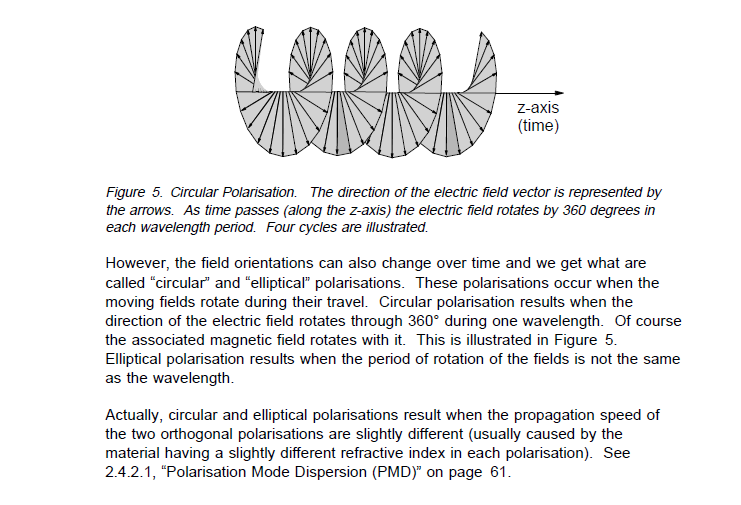 z-axis
(time)
Figure 5. Circular Polarisation. The direction of the electric field vector is represented by
the arrows. As time passes (along the z-axis) the electric field rotates by 360 degrees in
each wavelength period. Four cycles are illustrated.
However, the field orientations can also change over time and we get what are
called “circular” and “elliptical” polarisations. These polarisations occur when the
moving fields rotate during their travel. Circular polarisation results when the
direction of the electric field rotates through 360° during one wavelength. Of course
the associated magnetic field rotates with it. This is illustrated in Figure 5.
Elliptical polarisation results when the period of rotation of the fields is not the same
as the wavelength.
Actually, circular and elliptical polarisations result when the propagation speed of
the two orthogonal polarisations are slightly different (usually caused by the
material having a slightly different refractive index in each polarisation). See
2.4.2.1, “Polarisation Mode Dispersion (PMD)” on page 61.